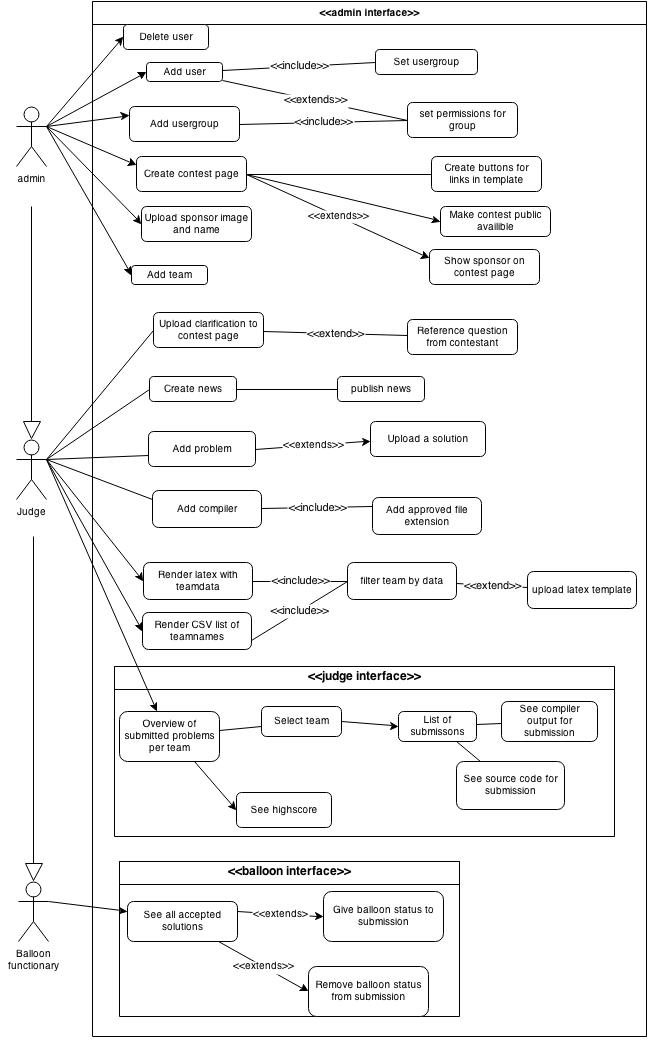 <<admin interface>>
Delete user
Add user
<<include>>
Set usergroup
<<extends>>
Add usergroup
<<include>>
set permissions for
group
admin
Create contest page
Create buttons for
links in template
Upload sponsor image
and name
<<extends>>
Make contest public
availible
Add team
Show sponsor on
contest page
Upload clarification to
contest page
<<extend>>
Reference question
from contestant
Create news
publish news
Add problem
<<extends>>
Upload a solution
Judge
Add compiler
<<include>>
Add approved file
extension
Render latex with
teamdata
<<include>>
filter team by data
<<extend>>
upload latex template
Render CSV list of
teamnames
<<include>>
<<judge interface>>
Overview of
submitted problems
per team
Select team
List of
submissons
See compiler
output for
submission
See source code for
submission
See highscore
<<balloon interface>>
See all accepted
solutions
<<extends>>
Give balloon status to
submission
Balloon
functionary
<<extends>>
Remove balloon status
from submission